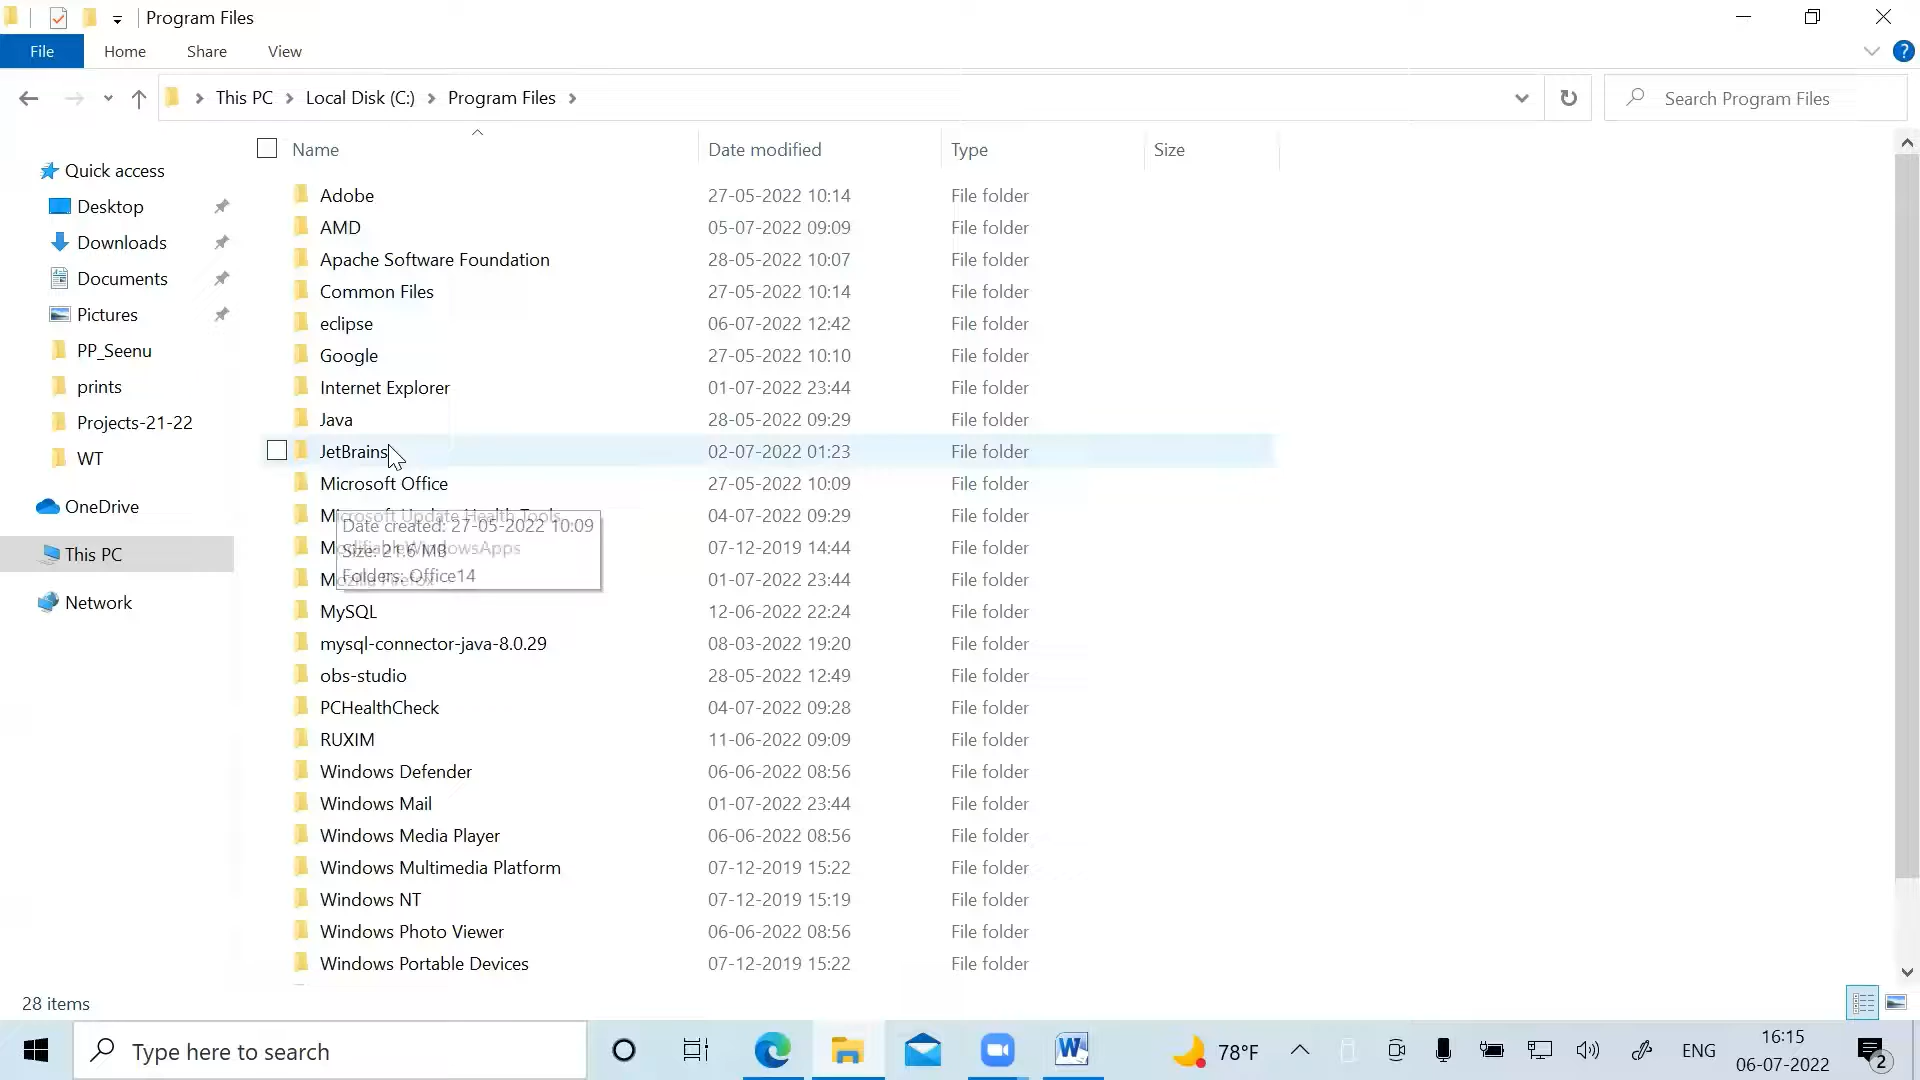 Program Files
File Home Share View
This PC Local Disk (C:) Program Files
Search Program Files
Name Date modified Type Size
Quick access
Desktop
Downloads
Documents
Pictures
PP_Seenu
prints
Projects-21-22
WT
OneDrive
This PC
Network
Adobe 27-05-2022 10:14 File folder
AMD 05-07-2022 09:09 File folder
Apache Software Foundation 28-05-2022 10:07 File folder
Common Files 27-05-2022 10:14 File folder
eclipse 06-07-2022 12:42 File folder
Google 27-05-2022 10:10 File folder
Internet Explorer 01-07-2022 23:44 File folder
Java 28-05-2022 09:29 File folder
JetBrains 02-07-2022 01:23 File folder
Microsoft Office 27-05-2022 10:09 File folder
Microsoft Update Health Tools 04-07-2022 09:29 File folder
ModifiableWindowsApps 07-12-2019 14:44 File folder
Mozilla Firefox 01-07-2022 23:44 File folder
Date created: 27-05-2022 10:09
Size: 21.6 MB
Folders: Office14
MySQL 12-06-2022 22:24 File folder
mysql-connector-java-8.0.29 08-03-2022 19:20 File folder
obs-studio 28-05-2022 12:49 File folder
PCHealthCheck 04-07-2022 09:28 File folder
RUXIM 11-06-2022 09:09 File folder
Windows Defender 06-06-2022 08:56 File folder
Windows Mail 01-07-2022 23:44 File folder
Windows Media Player 06-06-2022 08:56 File folder
Windows Multimedia Platform 07-12-2019 15:22 File folder
Windows NT 07-12-2019 15:19 File folder
Windows Photo Viewer 06-06-2022 08:56 File folder
Windows Portable Devices 07-12-2019 15:22 File folder
28 items
Type here to search
78°F
ENG
16:15
06-07-2022
2